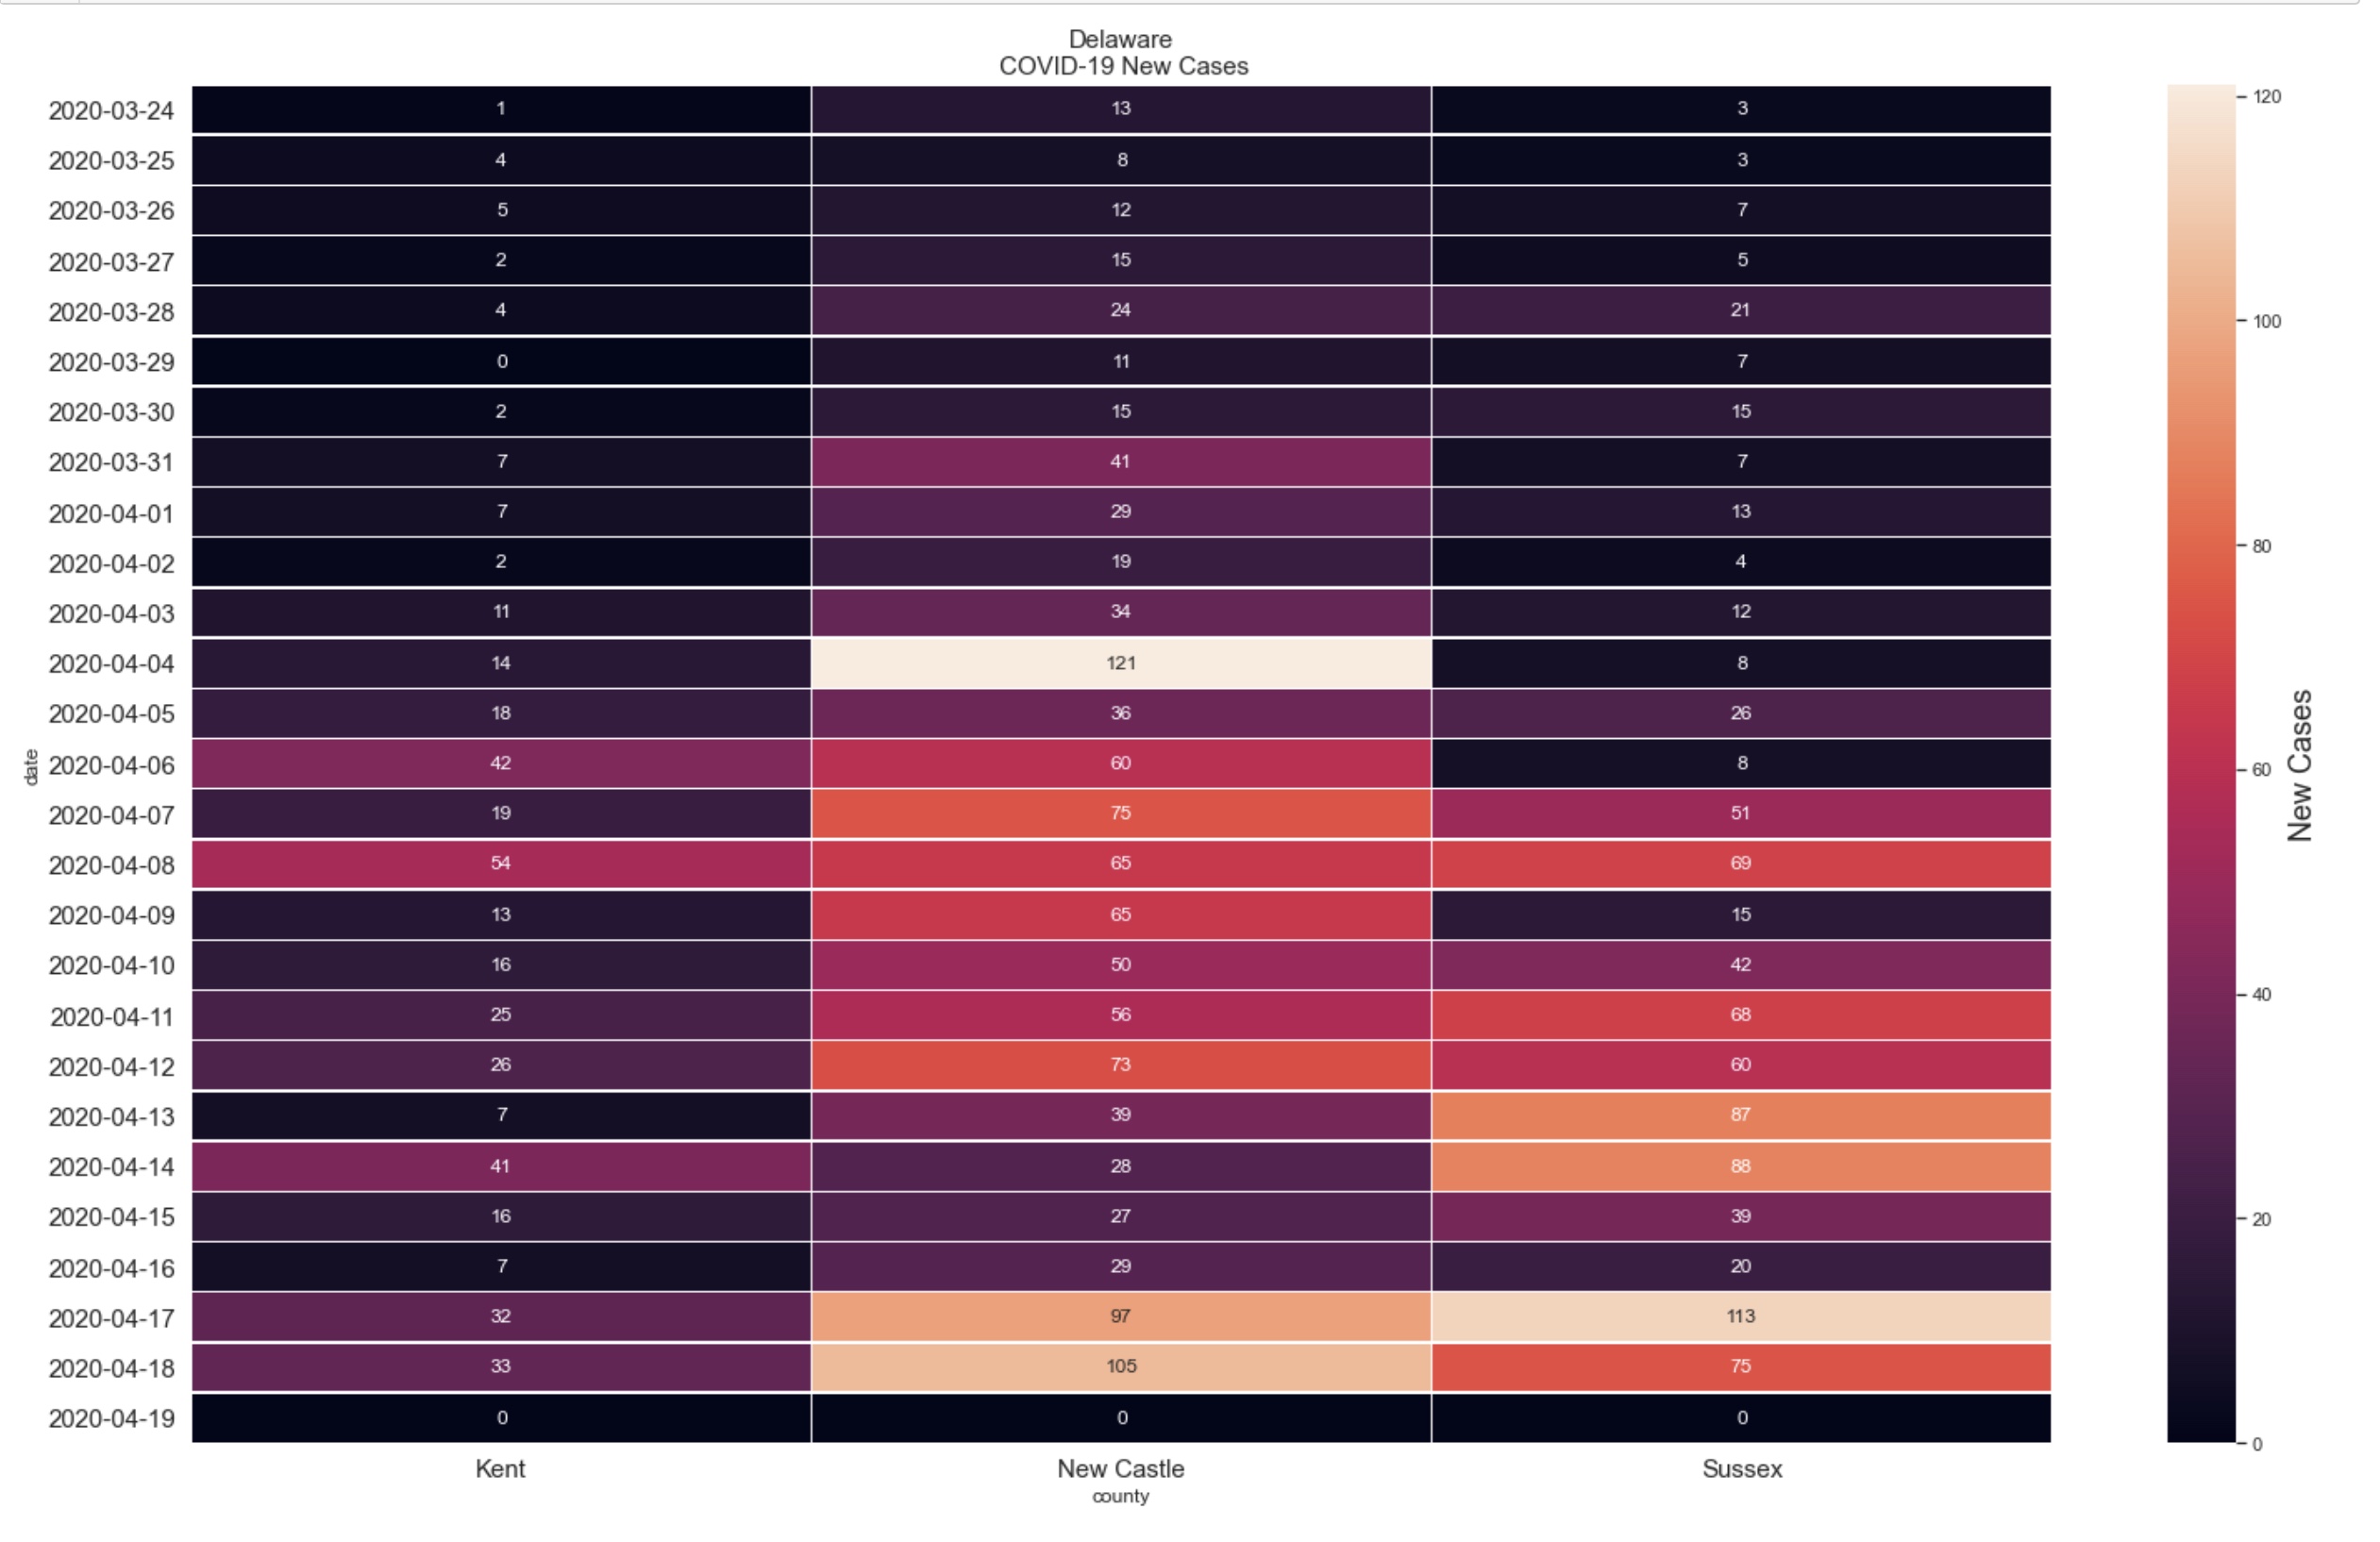 Delaware
COVID-19 New Cases
2020-03-24 1 13 3
2020-03-25 4 8 3
2020-03-26 5 12 7
2020-03-27 2 15 5
2020-03-28 4 24 21
2020-03-29 0 11 7
2020-03-30 2 15 15
2020-03-31 7 41 7
2020-04-01 7 29 13
2020-04-02 2 19 4
2020-04-03 11 34 12
2020-04-04 14 121 8
2020-04-05 18 36 26
2020-04-06 42 60 8
2020-04-07 19 75 51
2020-04-08 54 65 69
2020-04-09 13 65 15
2020-04-10 16 50 42
2020-04-11 25 56 68
2020-04-12 26 73 60
2020-04-13 7 39 87
2020-04-14 41 28 88
2020-04-15 16 27 39
2020-04-16 7 29 20
2020-04-17 32 97 113
2020-04-18 33 105 75
2020-04-19 0 0 0
date
Kent New Castle Sussex
county
120
100
80
60
40
20
0
New Cases